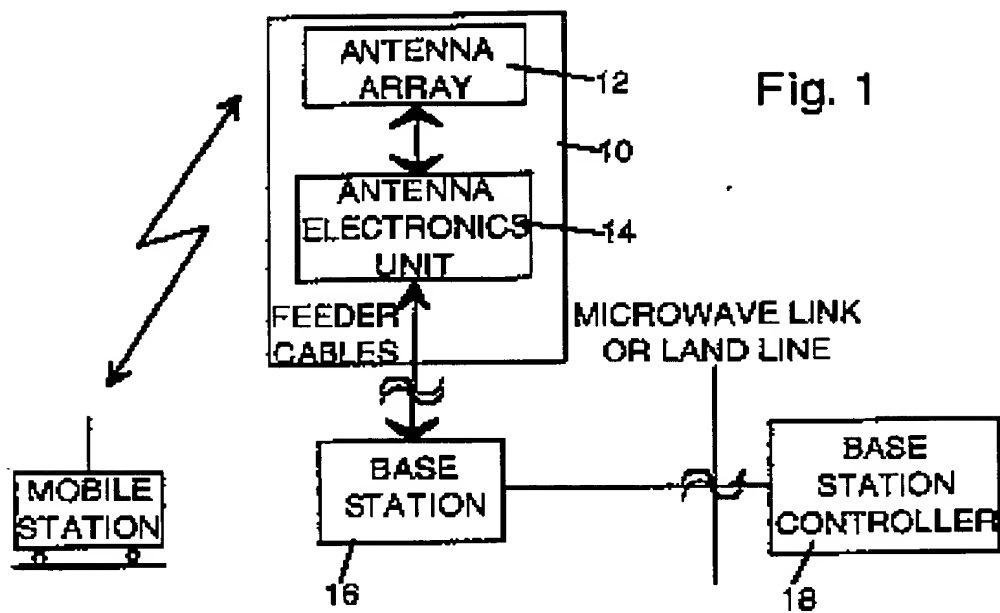 ANTENNA
ARRAY
12
Fig. 1
10
ANTENNA
ELECTRONICS
UNIT
14
FEEDER
CABLES
MICROWAVE LINK
OR LAND LINE
MOBILE
STATION
BASE
STATION
16
BASE
STATION
CONTROLLER
18